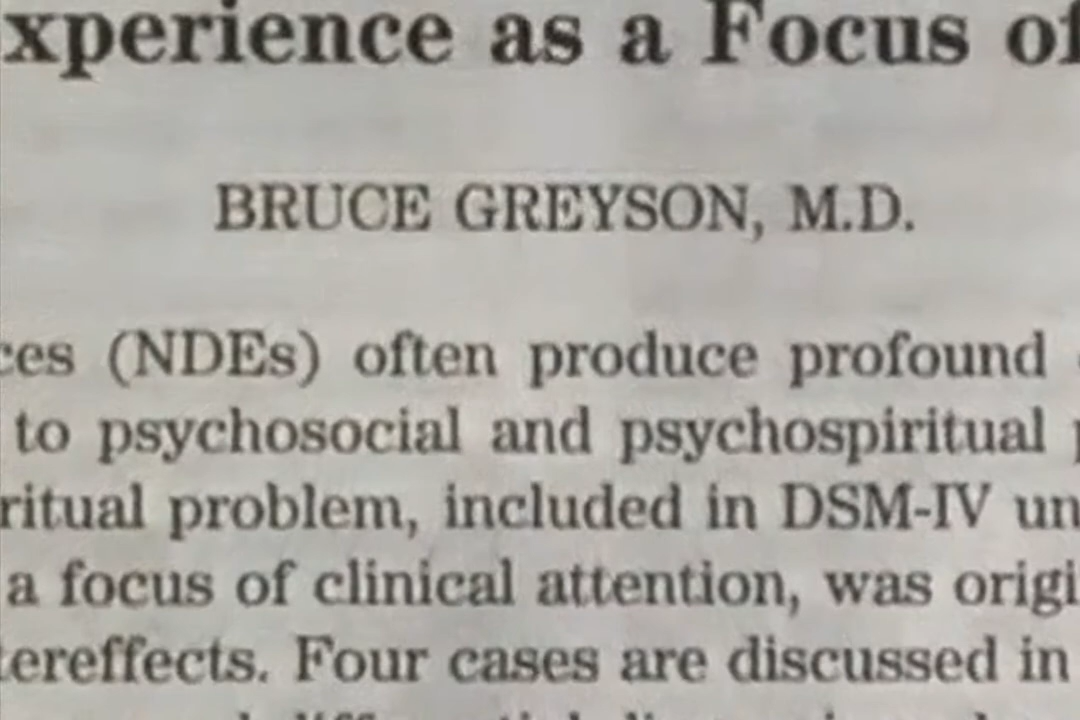 xperience as a Focus of
BRUCE GREYSON, M.D.
ces (NDEs) often produce profound
to psychosocial and psychospiritual p
ritual problem, included in DSM-IV un
a focus of clinical attention, was origi
tereffects. Four cases are discussed in